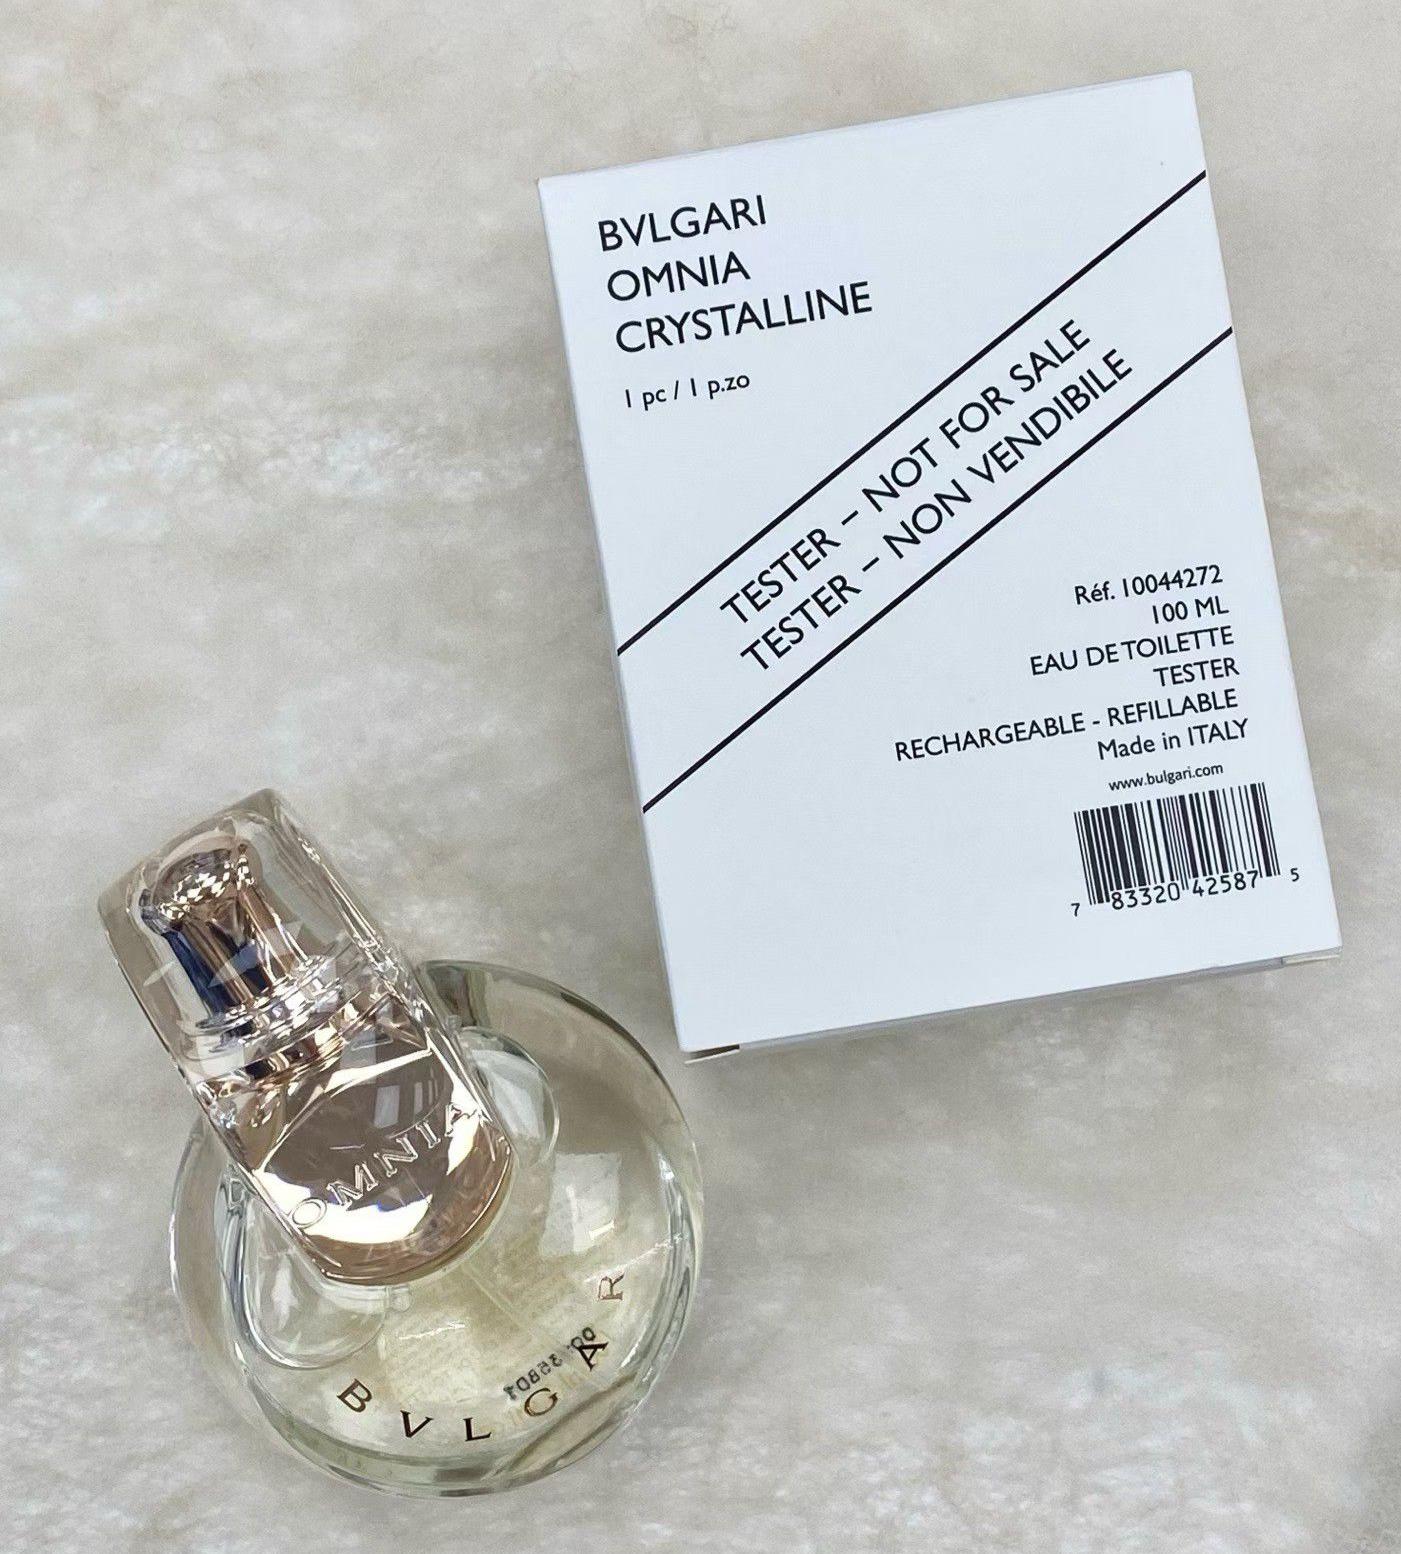 BVLGARI
OMNIA
CRYSTALLINE
1 pc / 1 p.zo
TESTER – NOT FOR SALE
TESTER – NON VENDIBILE
Réf. 10044272
100 ML
EAU DE TOILETTE
TESTER
RECHARGEABLE - REFILLABLE
Made in ITALY
www.bulgari.com
7 83320 42587 5
OMNIA
BVLGAR